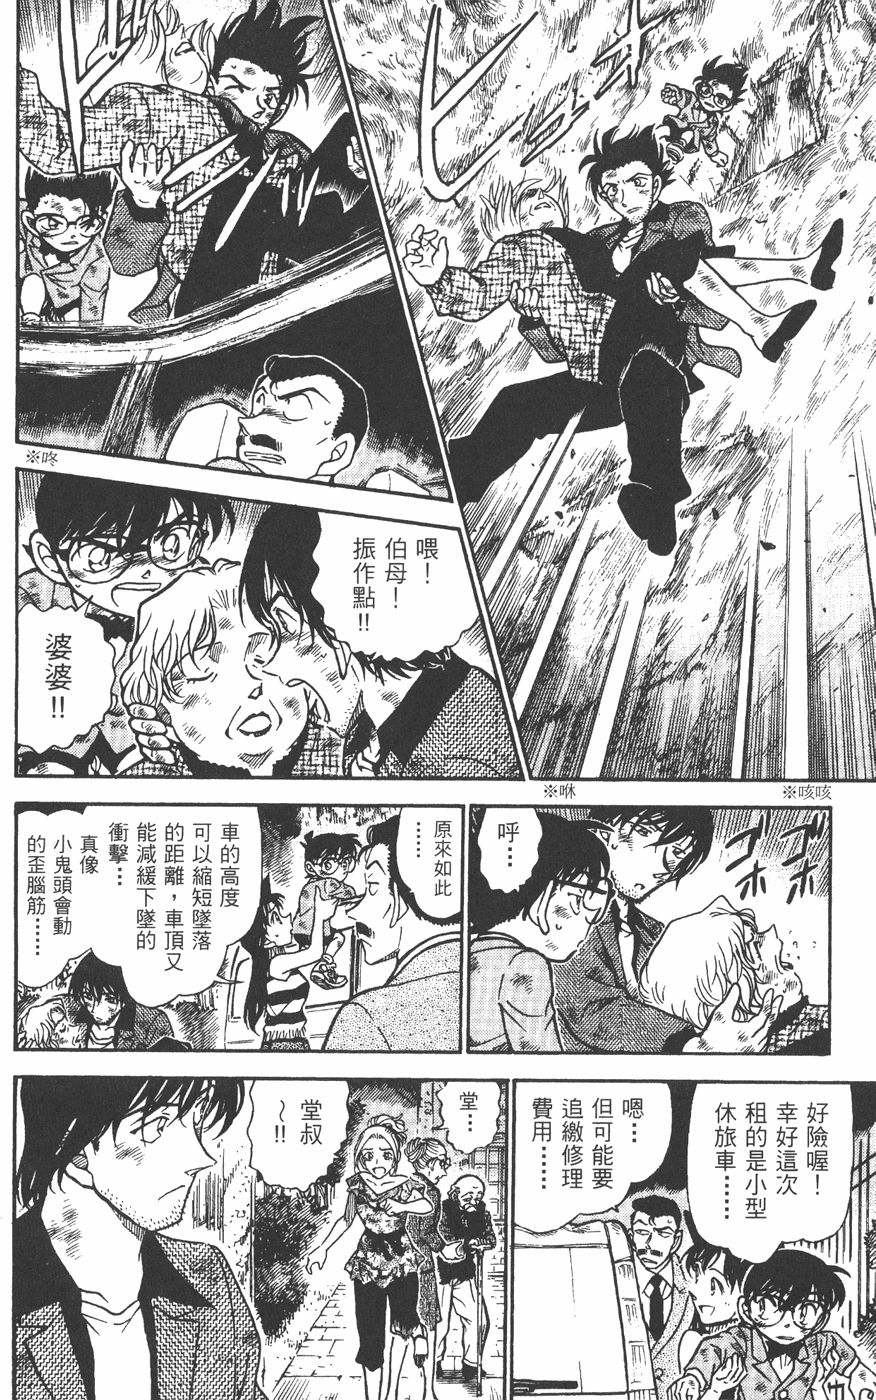 ビュオ
※咚
喂！
伯母！
振作點!!
婆婆!!
※咳咳
※咻
呼…
原來如此
……
車的高度
可以縮短墜落
的距離，車頂又
能減緩下墜的
衝擊…
真像
小鬼頭會動
的歪腦筋……
好險喔！
幸好這次
租的是小型
休旅車……
嗯…
但可能要
追繳修理
費用……
堂…
堂叔
～!!